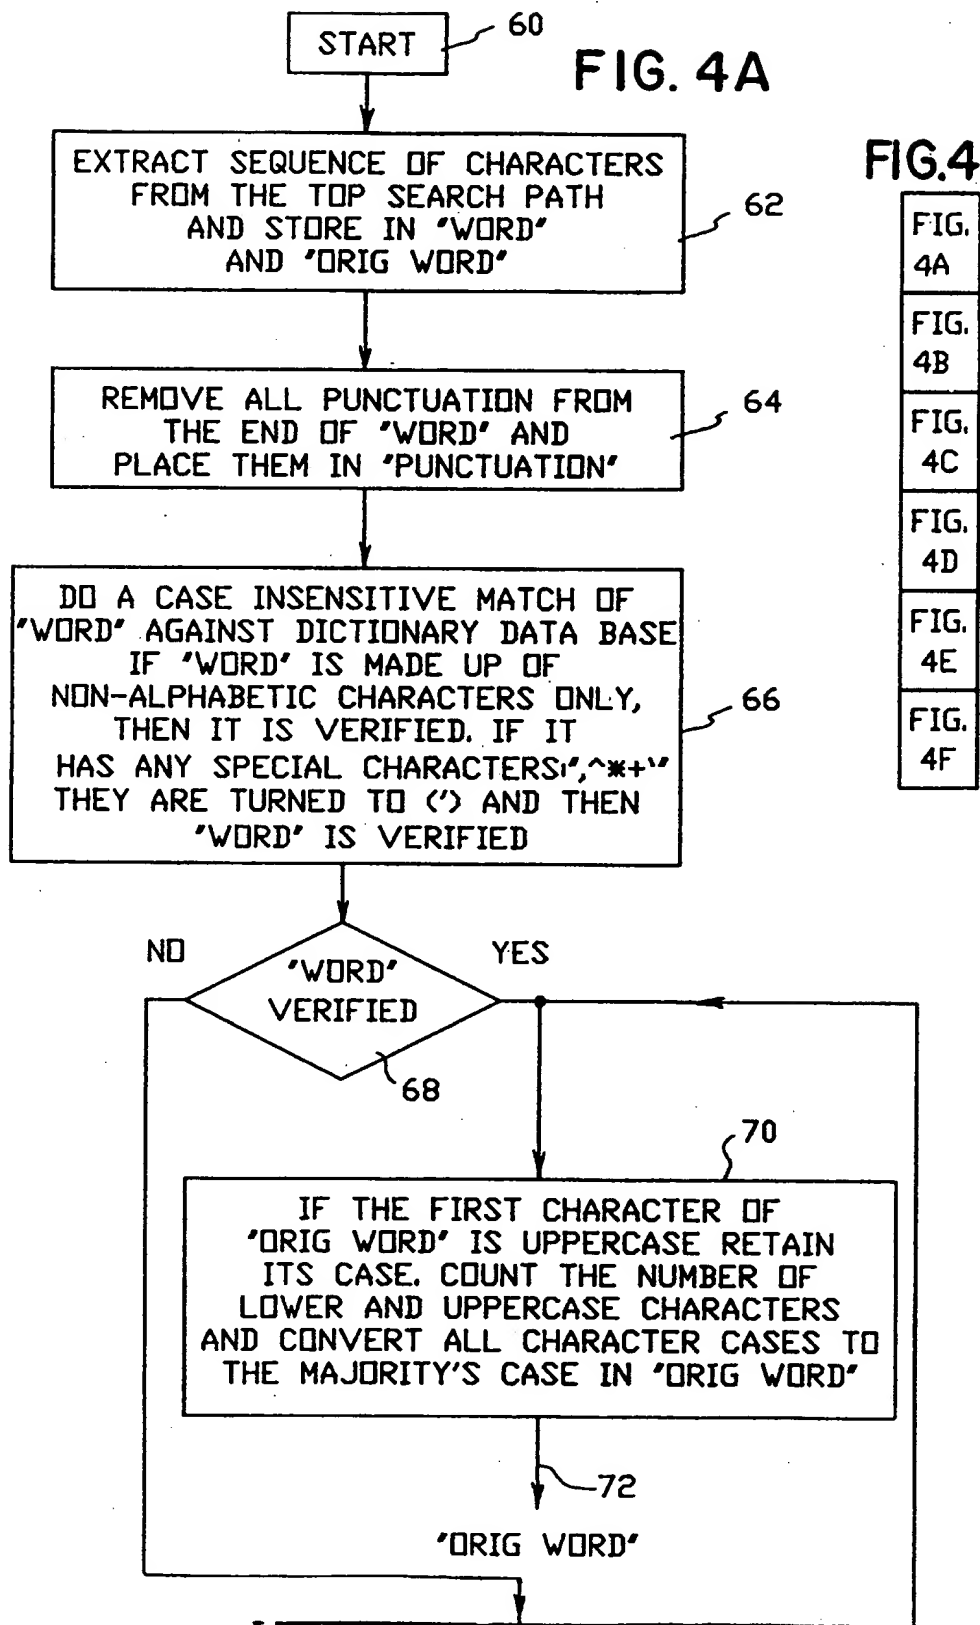 START
60
FIG. 4A
EXTRACT SEQUENCE OF CHARACTERS
FROM THE TOP SEARCH PATH
AND STORE IN "WORD"
AND "ORIG WORD"
62
REMOVE ALL PUNCTUATION FROM
THE END OF "WORD" AND
PLACE THEM IN "PUNCTUATION"
64
DO A CASE INSENSITIVE MATCH OF
"WORD" AGAINST DICTIONARY DATA BASE
IF "WORD" IS MADE UP OF
NON-ALPHABETIC CHARACTERS ONLY,
THEN IT IS VERIFIED. IF IT
HAS ANY SPECIAL CHARACTERS
THEY ARE TURNED TO (') AND THEN
"WORD" IS VERIFIED
66
NO
"WORD"
VERIFIED
YES
68
70
IF THE FIRST CHARACTER OF
"ORIG WORD" IS UPPERCASE RETAIN
ITS CASE. COUNT THE NUMBER OF
LOWER AND UPPERCASE CHARACTERS
AND CONVERT ALL CHARACTER CASES TO
THE MAJORITY'S CASE IN "ORIG WORD"
72
"ORIG WORD"
FIG.4
FIG.
4A
FIG.
4B
FIG.
4C
FIG.
4D
FIG.
4E
FIG.
4F